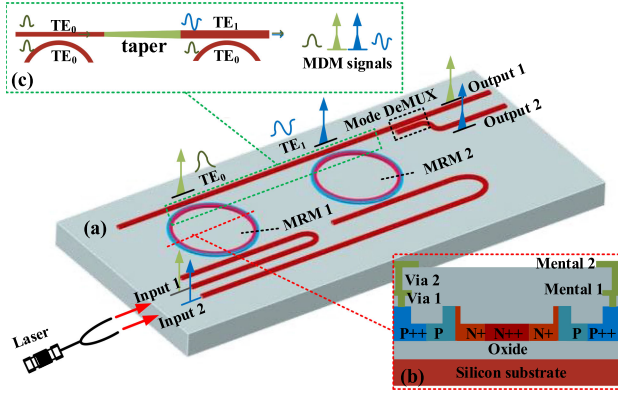 TE0
TE1
taper
TE0
TE0
(c)
MDM signals
Mode DeMUX
Output 1
Output 2
TE1
TE0
MRM 2
(a)
MRM 1
Input 1
Input 2
Laser
Mental 2
Via 2
Via 1
Mental 1
P++ P N+ N++ N+ P P++
Oxide
(b)
Silicon substrate